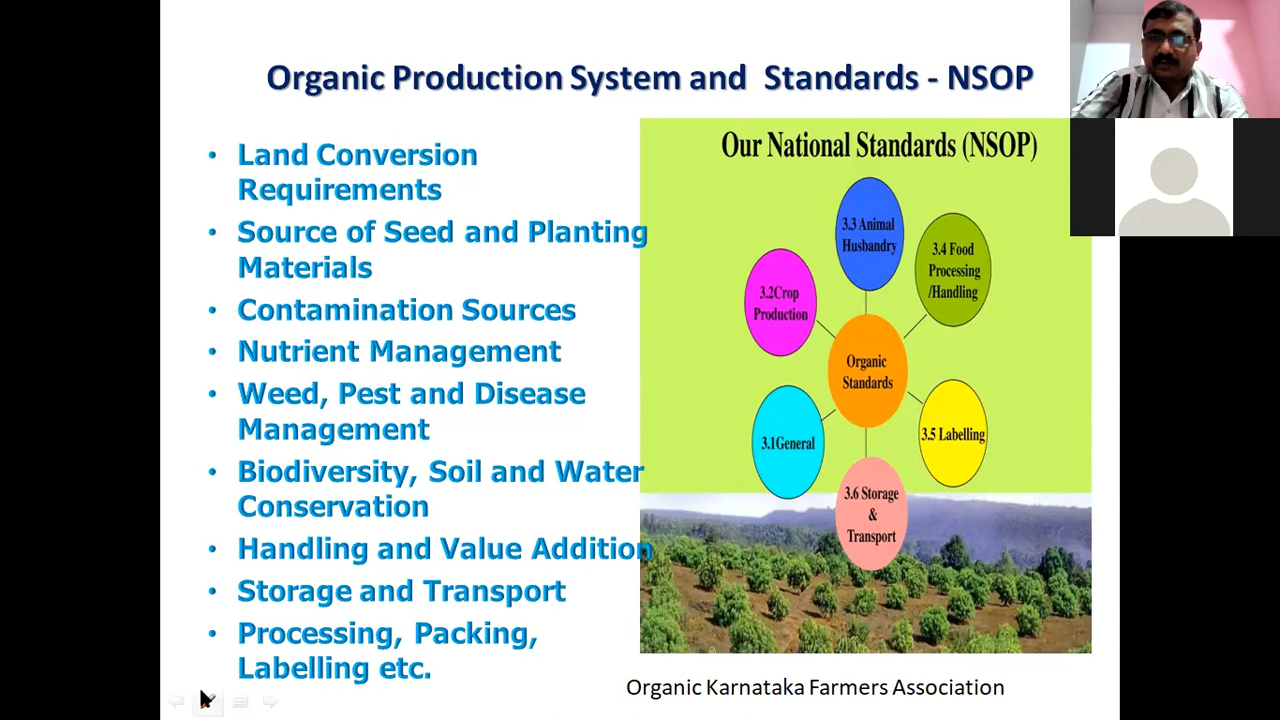 Organic Production System and Standards - NSOP
• Land Conversion
Requirements
• Source of Seed and Planting
Materials
• Contamination Sources
• Nutrient Management
• Weed, Pest and Disease
Management
• Biodiversity, Soil and Water
Conservation
• Handling and Value Addition
• Storage and Transport
• Processing, Packing,
Labelling etc.
Our National Standards (NSOP)
3.3 Animal
Husbandry
3.4 Food
Processing
/Handling
3.2Crop
Production
Organic
Standards
3.1General
3.5 Labelling
3.6 Storage
&
Transport
Organic Karnataka Farmers Association